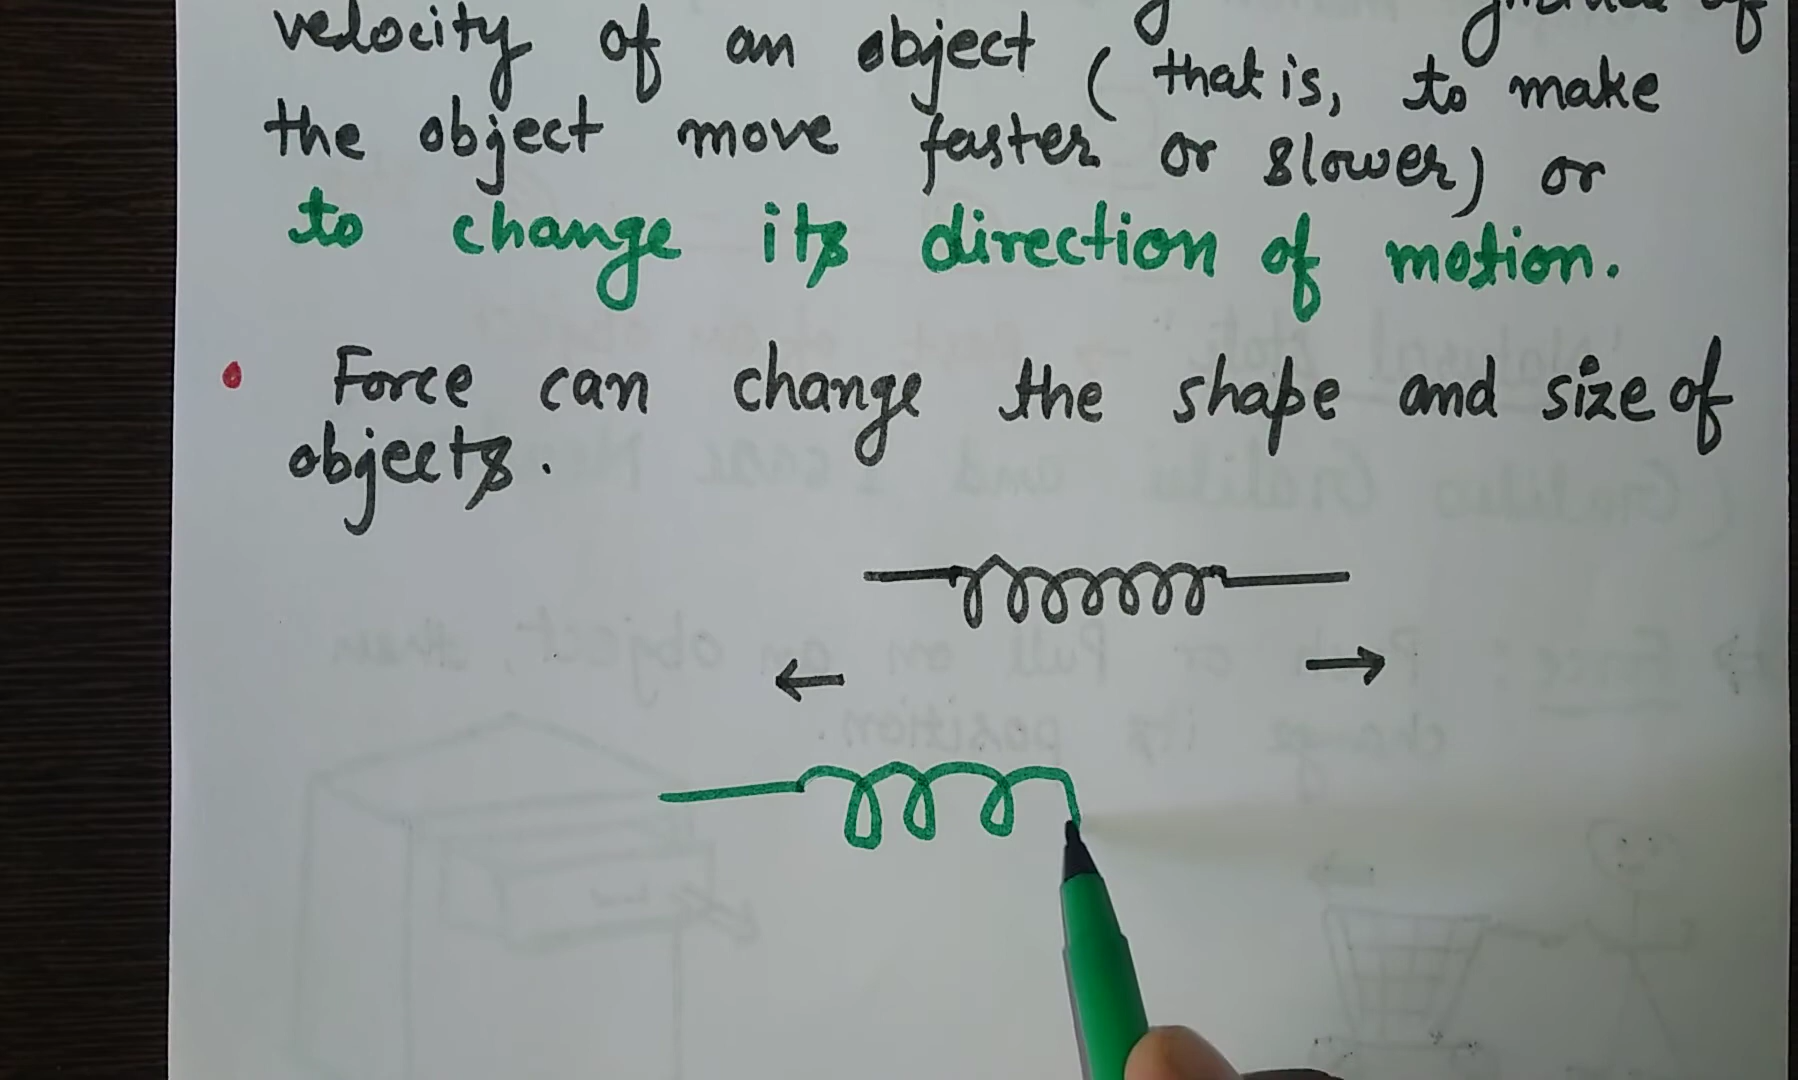 velocity of an object (that is, to make
the object move faster or slower) or
to change its direction of motion.
• Force can change the shape and size of
objects.